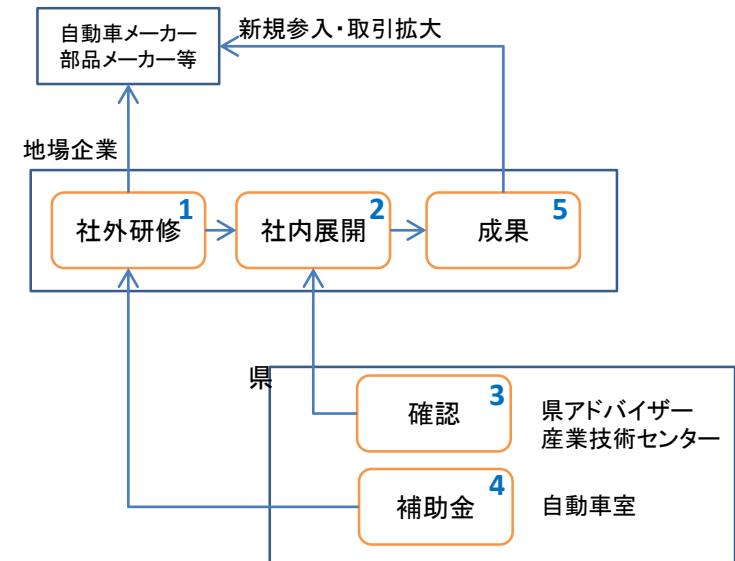 自動車メーカー
部品メーカー等
新規参入・取引拡大
地場企業
社外研修 1
社内展開 2
成果 5
県
確認 3
県アドバイザー
産業技術センター
補助金 4
自動車室